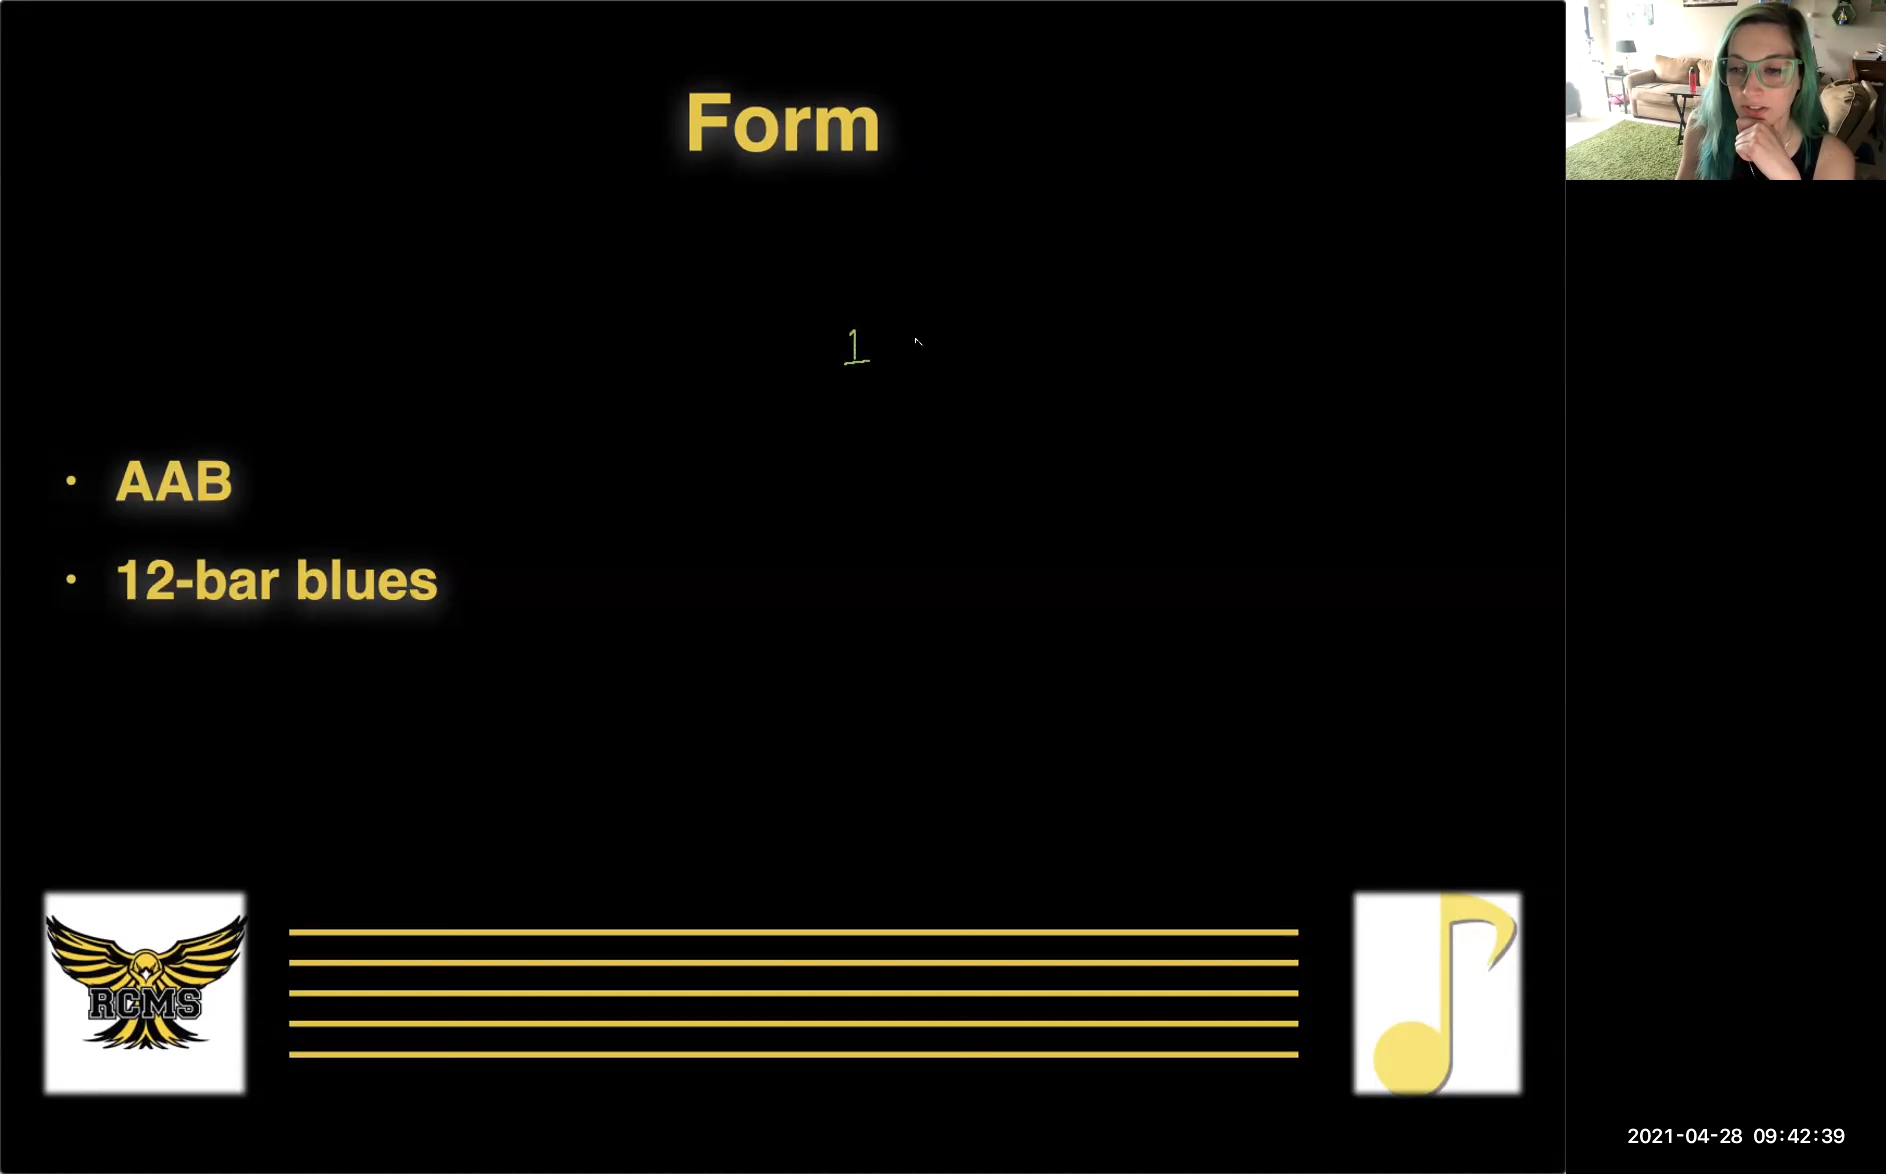 Form
1
• AAB
• 12-bar blues
RCMS
2021-04-28 09:42:39